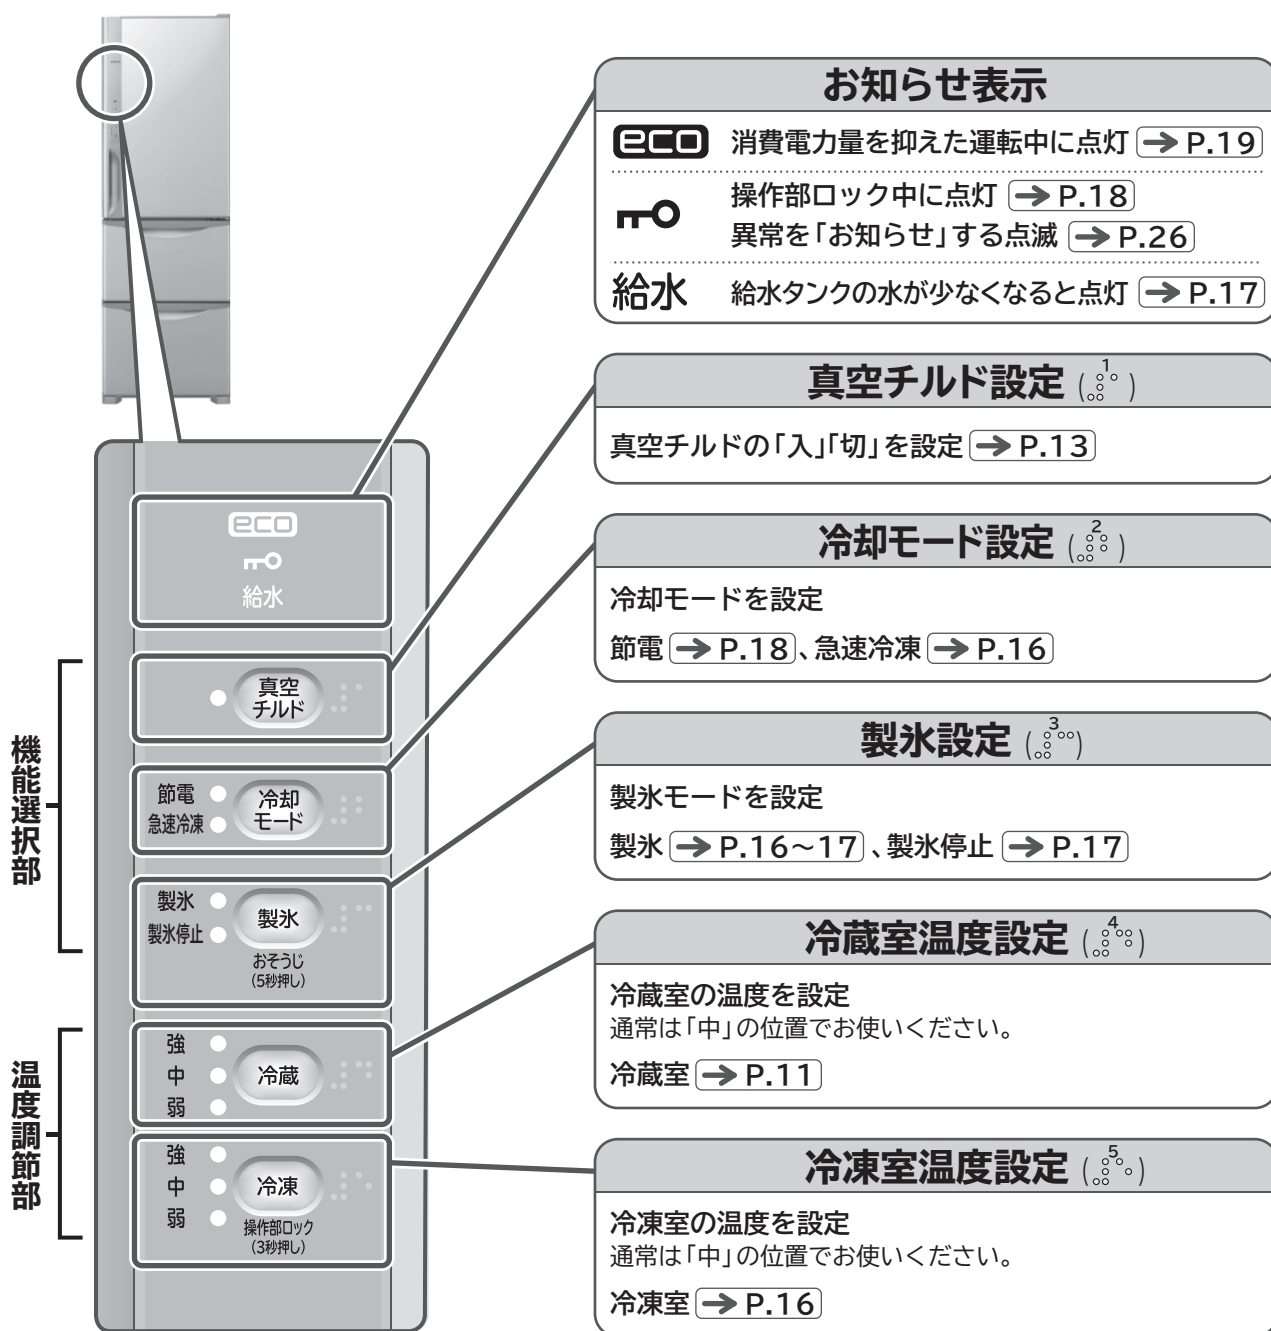 お知らせ表示
eco 消費電力量を抑えた運転中に点灯 → P.19
操作部ロック中に点灯 → P.18
異常を「お知らせ」する点滅 → P.26
給水 給水タンクの水が少なくなると点灯 → P.17
真空チルド設定 (1)
真空チルドの「入」「切」を設定 → P.13
冷却モード設定 (2)
冷却モードを設定
節電 → P.18、急速冷凍 → P.16
製氷設定 (3)
製氷モードを設定
製氷 → P.16〜17、製氷停止 → P.17
冷蔵室温度設定 (4)
冷蔵室の温度を設定
通常は「中」の位置でお使いください。
冷蔵室 → P.11
冷凍室温度設定 (5)
冷凍室の温度を設定
通常は「中」の位置でお使いください。
冷凍室 → P.16
eco
給水
機能選択部
真空
チルド
節電
急速冷凍
冷却
モード
製氷
製氷停止
製氷
おそうじ
(5秒押し)
温度調節部
強
中
弱
冷蔵
強
中
弱
冷凍
操作部ロック
(3秒押し)